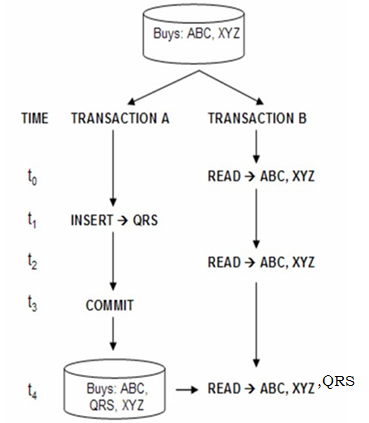 Buys: ABC, XYZ
TIME TRANSACTION A TRANSACTION B
t0 READ → ABC, XYZ
t1 INSERT → QRS
t2 READ → ABC, XYZ
t3 COMMIT
Buys: ABC,
QRS, XYZ
t4 READ → ABC, XYZ ,QRS